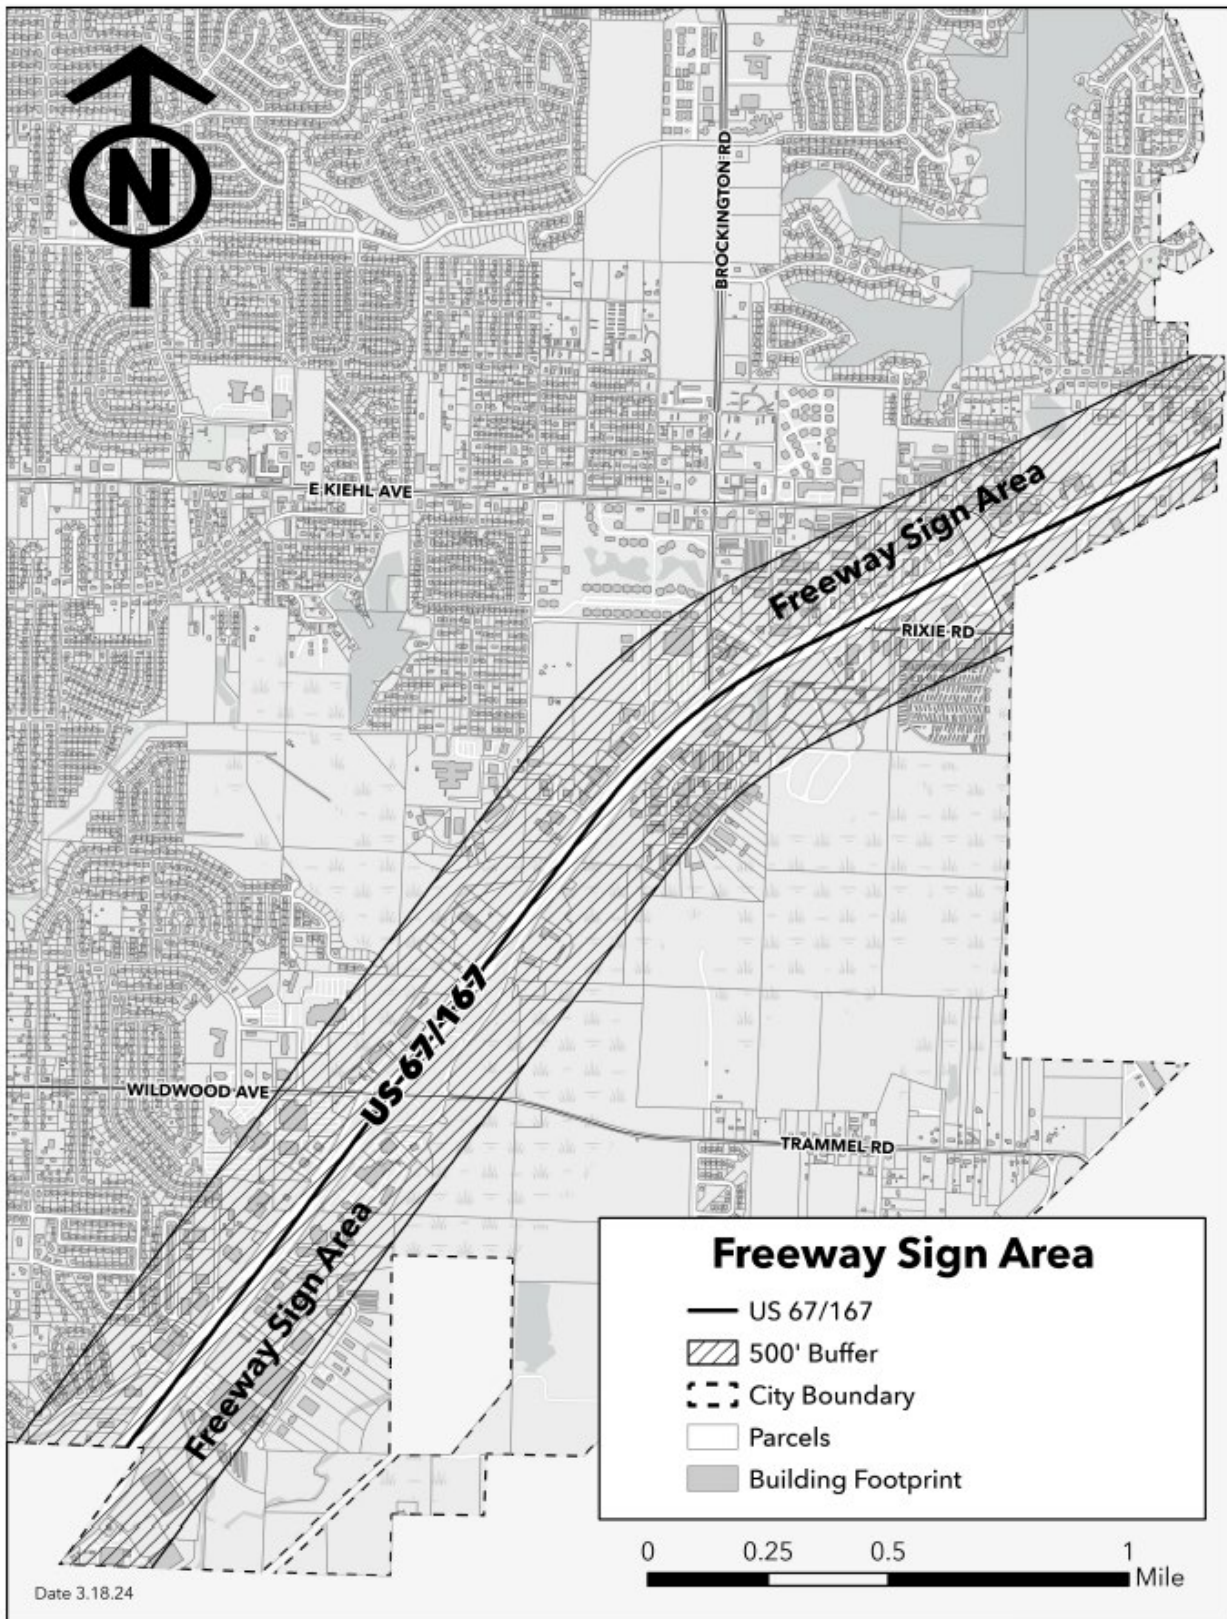 N
BROCKINGTON RD
E KIEHL AVE
Freeway Sign Area
RIXIE RD
US-67/167
WILDWOOD AVE
TRAMMEL RD
Freeway Sign Area
Freeway Sign Area
US 67/167
500' Buffer
City Boundary
Parcels
Building Footprint
0 0.25 0.5 1
Mile
Date 3.18.24